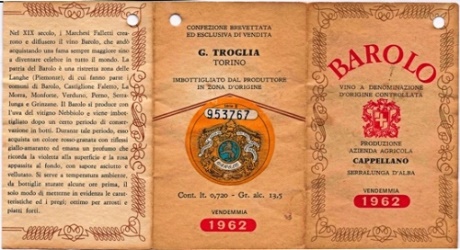 Nel XIX secolo, i Marchesi Falletti crea-
rono e diffusero il vino Barolo, che andò
acquistando una fama sempre maggiore sino
a diventare celebre in tutto il mondo. La
patria del Barolo è una ristretta zona delle
Langhe (Piemonte), di cui fanno parte i
comuni di Barolo, Castiglione Falletto, La
Morra, Monforte, Verduno, Perno, Serra-
lunga e Grinzane. Il Barolo si produce con
l'uva del vitigno Nebbiolo e viene imbot-
tigliato dopo un certo periodo di conserva-
zione in botti. Durante tale periodo, esso
acquista un colore rosso-granata con riflessi
giallo-amaranto ed emana un profumo che
ricorda la violetta alla superficie e la rosa
appassita al fondo, con sapore asciutto e
vellutato. Si serve a temperatura ambiente,
da bottiglie sturate alcune ore prima, il
solo modo di mettere in evidenza le caratte-
ristiche ed i pregi; ottimo per arrosti e
piatti forti.
CONFEZIONE BREVETTATA
ED ESCLUSIVA DI VENDITA
G. TROGLIA
TORINO
IMBOTTIGLIATO DAL PRODUTTORE
IN ZONA D'ORIGINE
953767
Cont. lt. 0,720 - Gr. alc. 13,5
VENDEMMIA
1962
BAROLO
VINO A DENOMINAZIONE
D'ORIGINE CONTROLLATA
PRODUZIONE
AZIENDA AGRICOLA
CAPPELLANO
SERRALUNGA D'ALBA
VENDEMMIA
1962